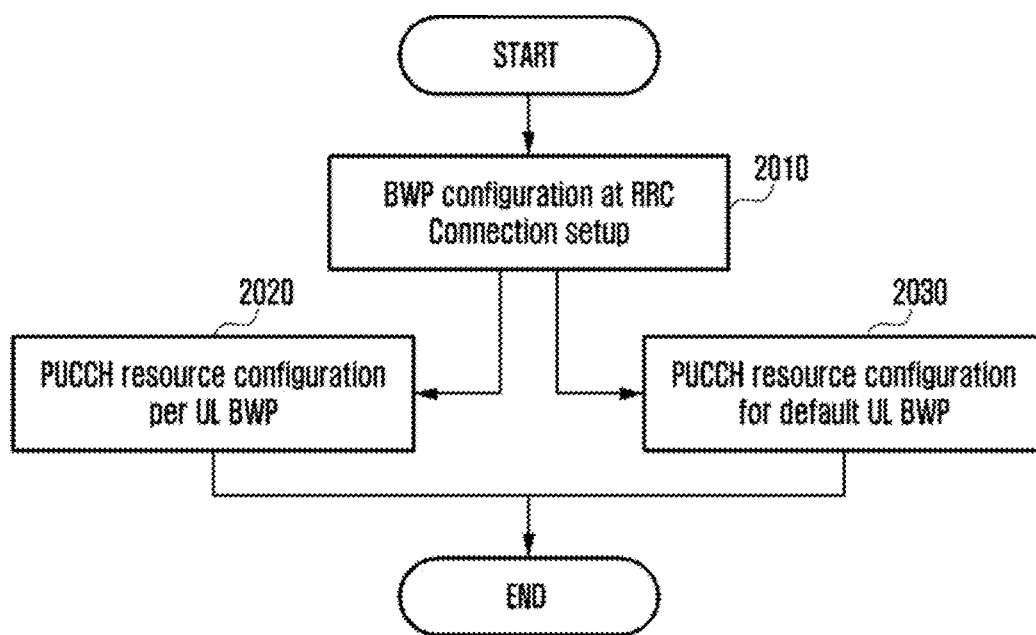 START
2010
BWP configuration at RRC
Connection setup
2020
2030
PUCCH resource configuration
per UL BWP
PUCCH resource configuration
for default UL BWP
END